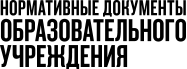 НОРМАТИВНЫЕ ДОКУМЕНТЫ
ОБРАЗОВАТЕЛЬНОГО
УЧРЕЖДЕНИЯ